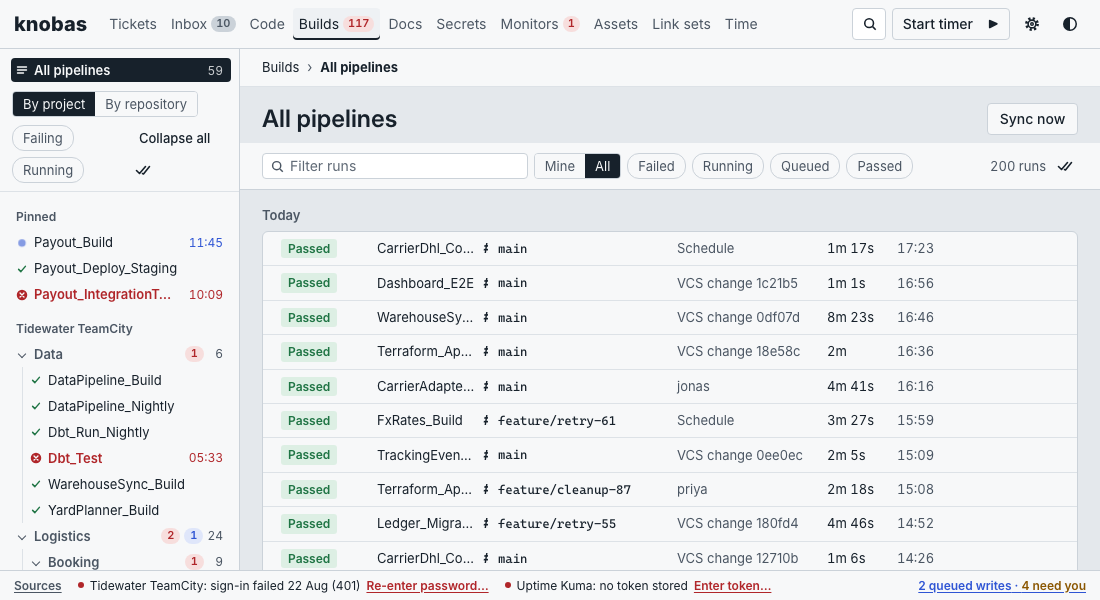 knobas Tickets Inbox 10 Code Builds 117 Docs Secrets Monitors 1 Assets Link sets Time Start timer
All pipelines 59
By project By repository
Failing Collapse all
Running
Pinned
Payout_Build 11:45
Payout_Deploy_Staging
Payout_IntegrationT... 10:09
Tidewater TeamCity
Data 1 6
DataPipeline_Build
DataPipeline_Nightly
Dbt_Run_Nightly
Dbt_Test 05:33
WarehouseSync_Build
YardPlanner_Build
Logistics 2 1 24
Booking 1 9
Builds › All pipelines
All pipelines Sync now
Filter runs Mine All Failed Running Queued Passed 200 runs
Today
Passed CarrierDhl_Co... main Schedule 1m 17s 17:23
Passed Dashboard_E2E main VCS change 1c21b5 1m 1s 16:56
Passed WarehouseSy... main VCS change 0df07d 8m 23s 16:46
Passed Terraform_Ap... main VCS change 18e58c 2m 16:36
Passed CarrierAdapte... main jonas 4m 41s 16:16
Passed FxRates_Build feature/retry-61 Schedule 3m 27s 15:59
Passed TrackingEven... main VCS change 0ee0ec 2m 5s 15:09
Passed Terraform_Ap... feature/cleanup-87 priya 2m 18s 15:08
Passed Ledger_Migra... feature/retry-55 VCS change 180fd4 4m 46s 14:52
Passed CarrierDhl_Co... main VCS change 12710b 1m 6s 14:26
Sources Tidewater TeamCity: sign-in failed 22 Aug (401) Re-enter password... Uptime Kuma: no token stored Enter token... 2 queued writes · 4 need you